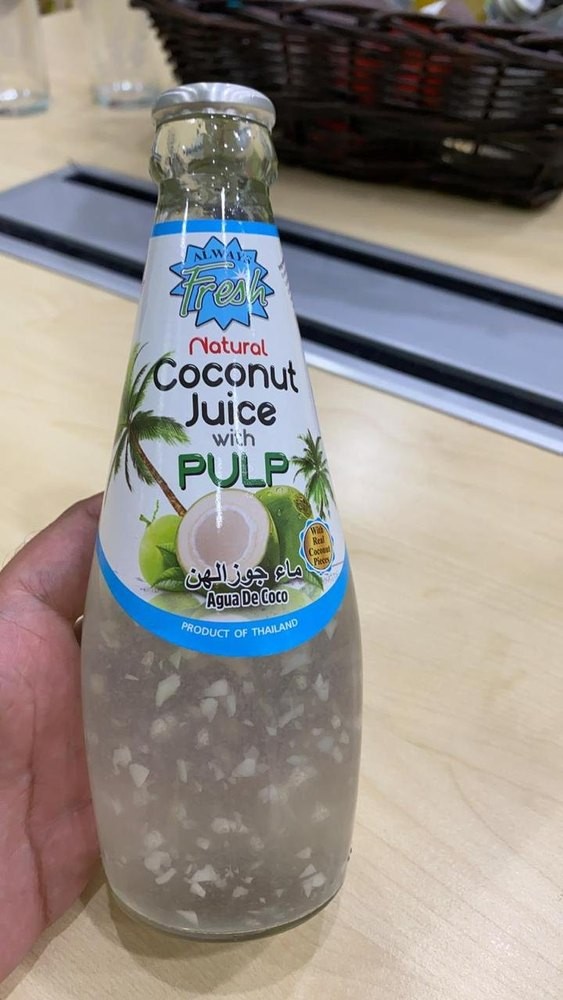 ALWAYS
Fresh
Natural
Coconut
Juice
with
PULP
With
Real
Coconut
Pieces
ماء جوز الهن
Agua De Coco
PRODUCT OF THAILAND